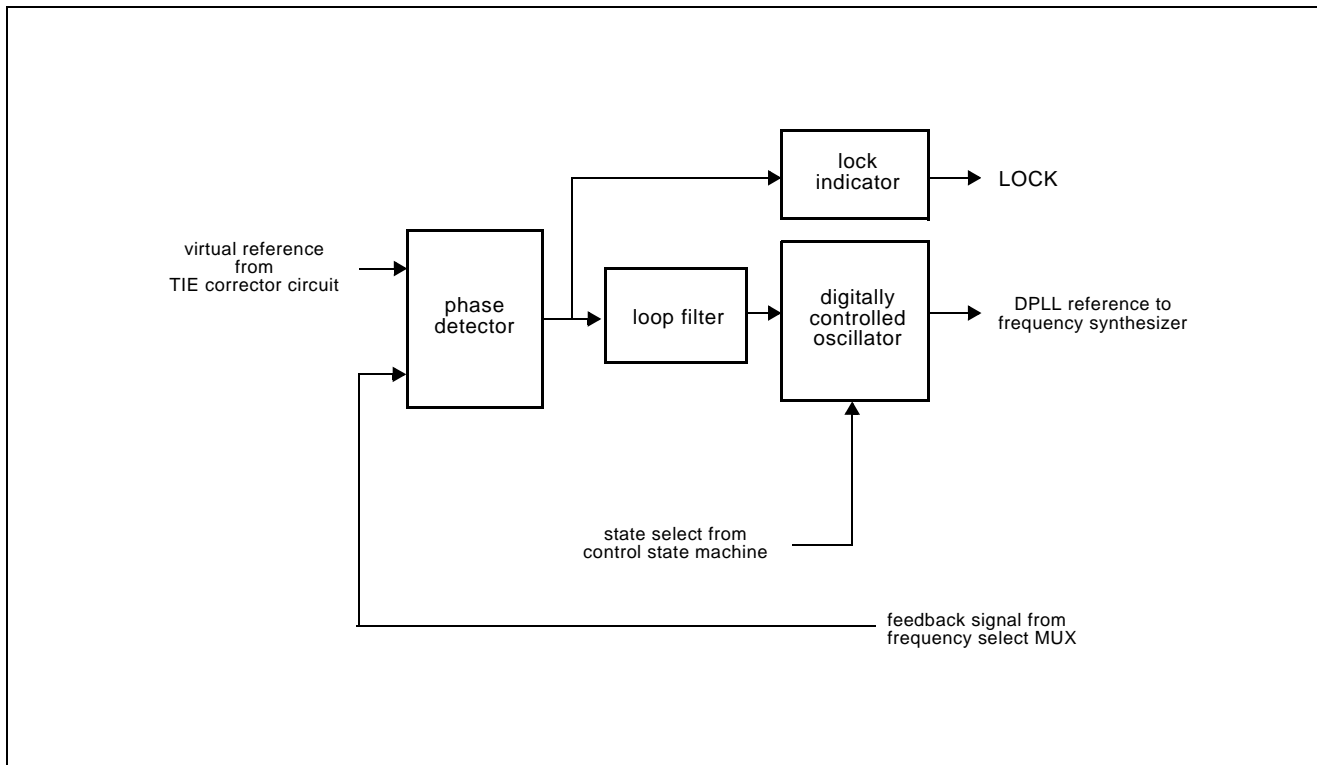 lock
indicator
LOCK
virtual reference
from
TIE corrector circuit
phase
detector
loop filter
digitally
controlled
oscillator
DPLL reference to
frequency synthesizer
state select from
control state machine
feedback signal from
frequency select MUX